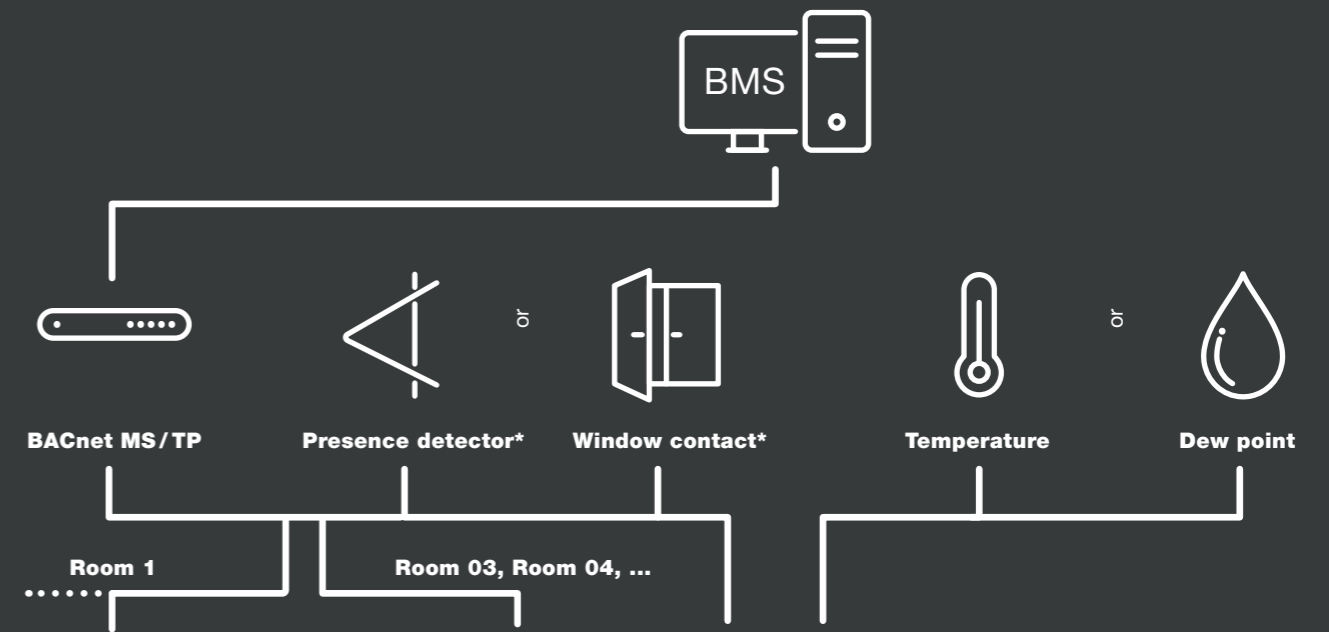 BMS
or
or
BACnet MS/TP
Presence detector*
Window contact*
Temperature
Dew point
Room 1
Room 03, Room 04, ...